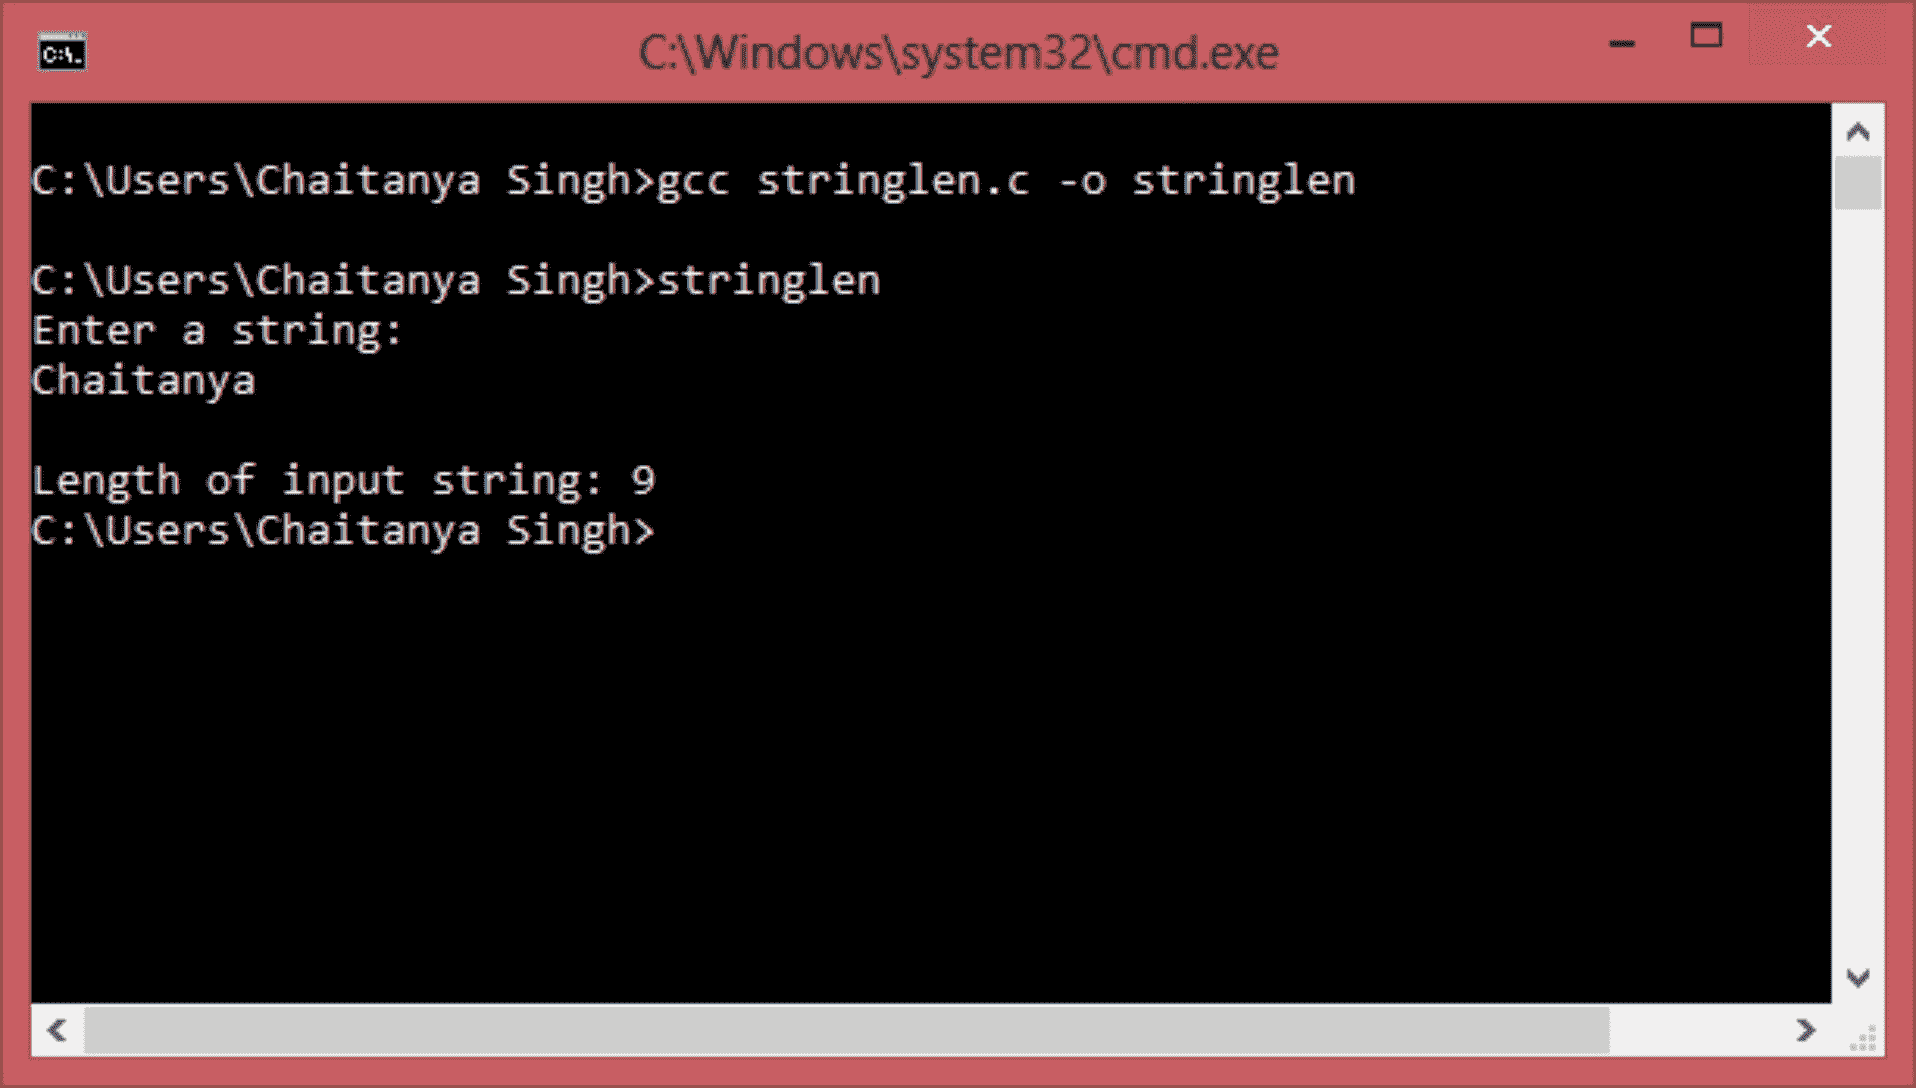 C:\.
C:\Windows\system32\cmd.exe
C:\Users\Chaitanya Singh>gcc stringlen.c -o stringlen
C:\Users\Chaitanya Singh>stringlen
Enter a string:
Chaitanya
Length of input string: 9
C:\Users\Chaitanya Singh>